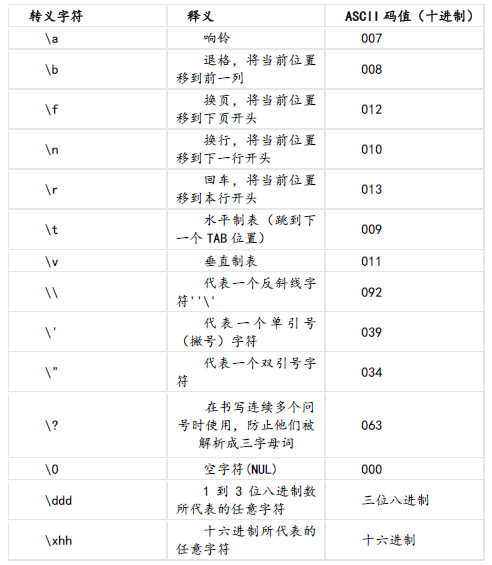 转义字符 释义 ASCII 码值（十进制）
\a 响铃 007
\b 退格，将当前位置 008
移到前一列
\f 换页，将当前位置 012
移到下页开头
\n 换行，将当前位置 010
移到下一行开头
\r 回车，将当前位置 013
移到本行开头
\t 水平制表（跳到下 009
一个 TAB 位置）
\v 垂直制表 011
\\ 代表一个反斜线字 092
符''\'
\' 代表一个单引号 039
（撇号）字符
\" 代表一个双引号字 034
符
在书写连续多个问
\? 号时使用，防止他们被 063
解析成三字母词
\0 空字符(NUL) 000
\ddd 1 到 3 位八进制数 三位八进制
所代表的任意字符
\xhh 十六进制所代表的 十六进制
任意字符